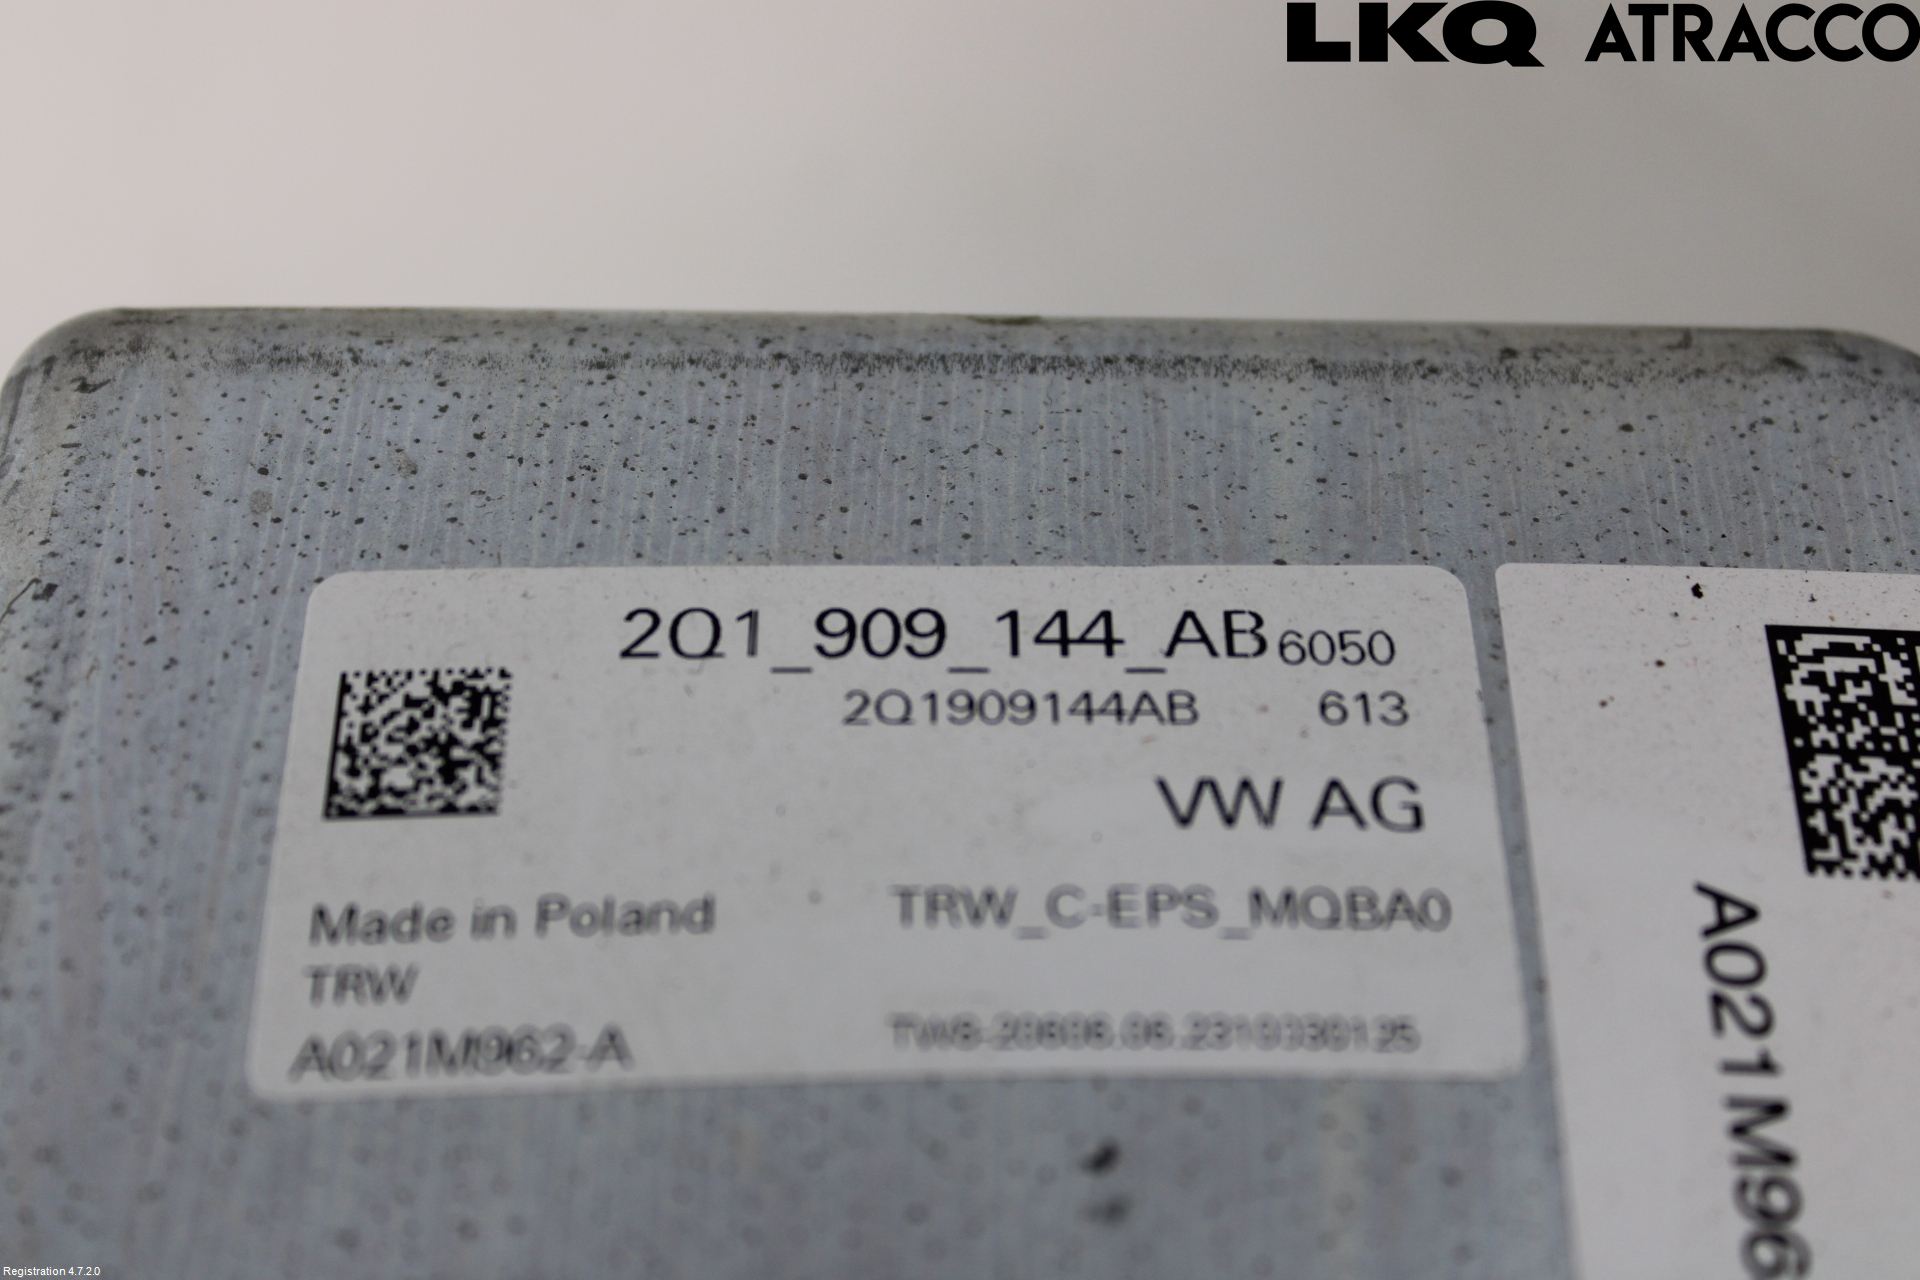 LKQ ATRACCO
2Q1_909_144_AB 6050
2Q1909144AB 613
VW AG
Made in Poland
TRW_C-EPS_MQBA0
TRW
A021M962-A
A021M96
Registration 4.7.2.0